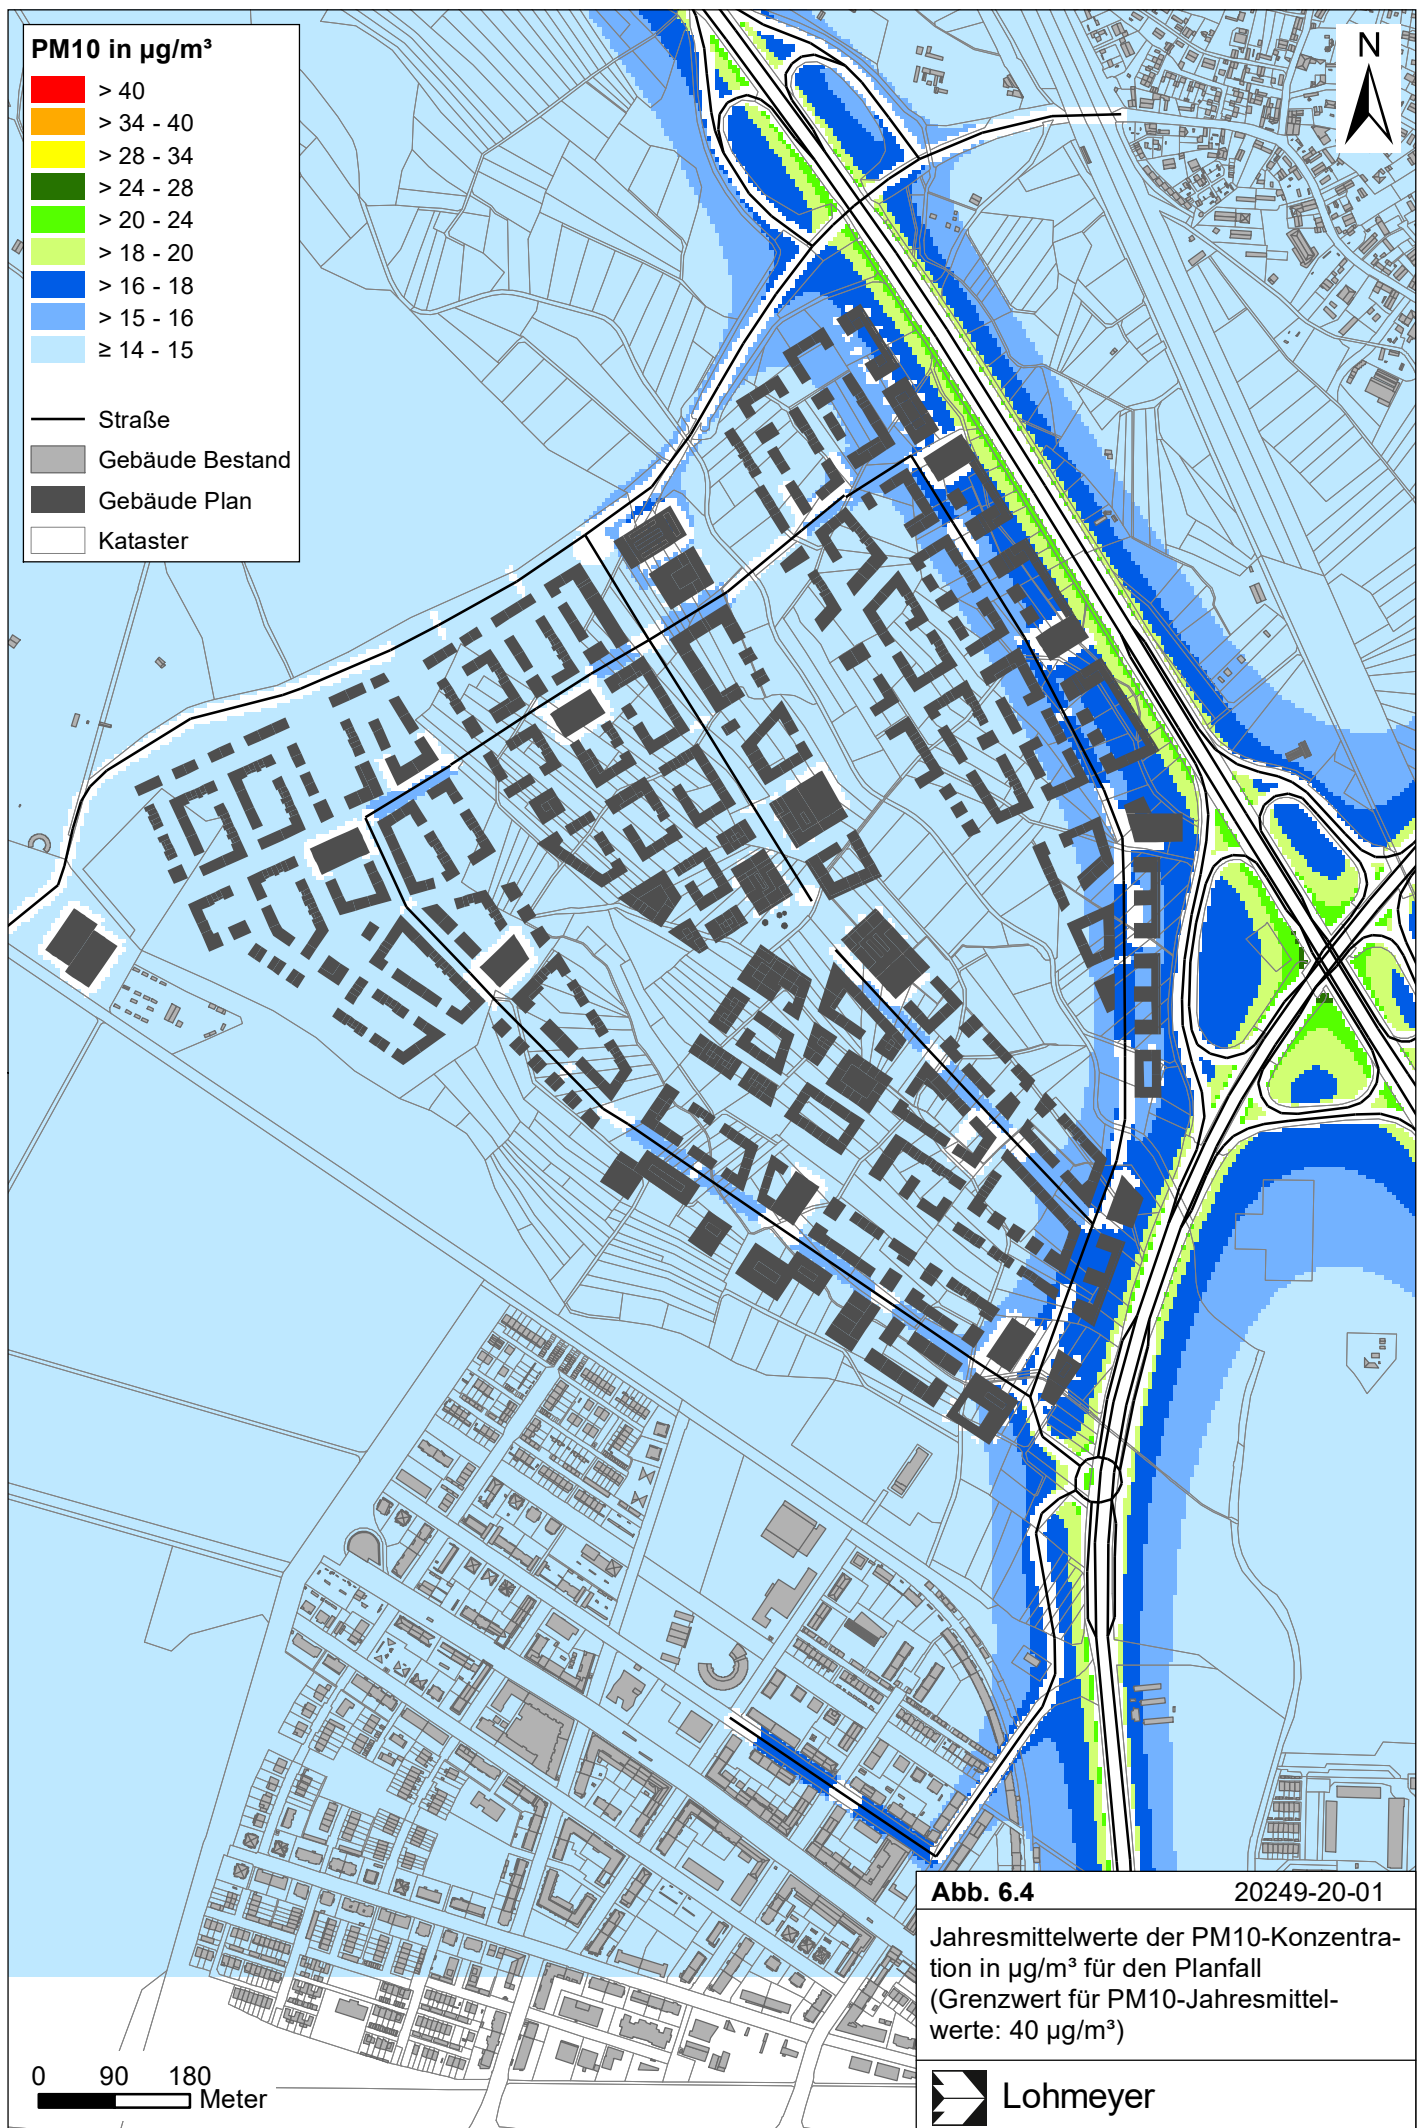 PM10 in µg/m³
> 40
> 34 - 40
> 28 - 34
> 24 - 28
> 20 - 24
> 18 - 20
> 16 - 18
> 15 - 16
≥ 14 - 15
Straße
Gebäude Bestand
Gebäude Plan
Kataster
N
0 90 180
Meter
Abb. 6.4 20249-20-01
Jahresmittelwerte der PM10-Konzentra-
tion in µg/m³ für den Planfall
(Grenzwert für PM10-Jahresmittel-
werte: 40 µg/m³)
Lohmeyer